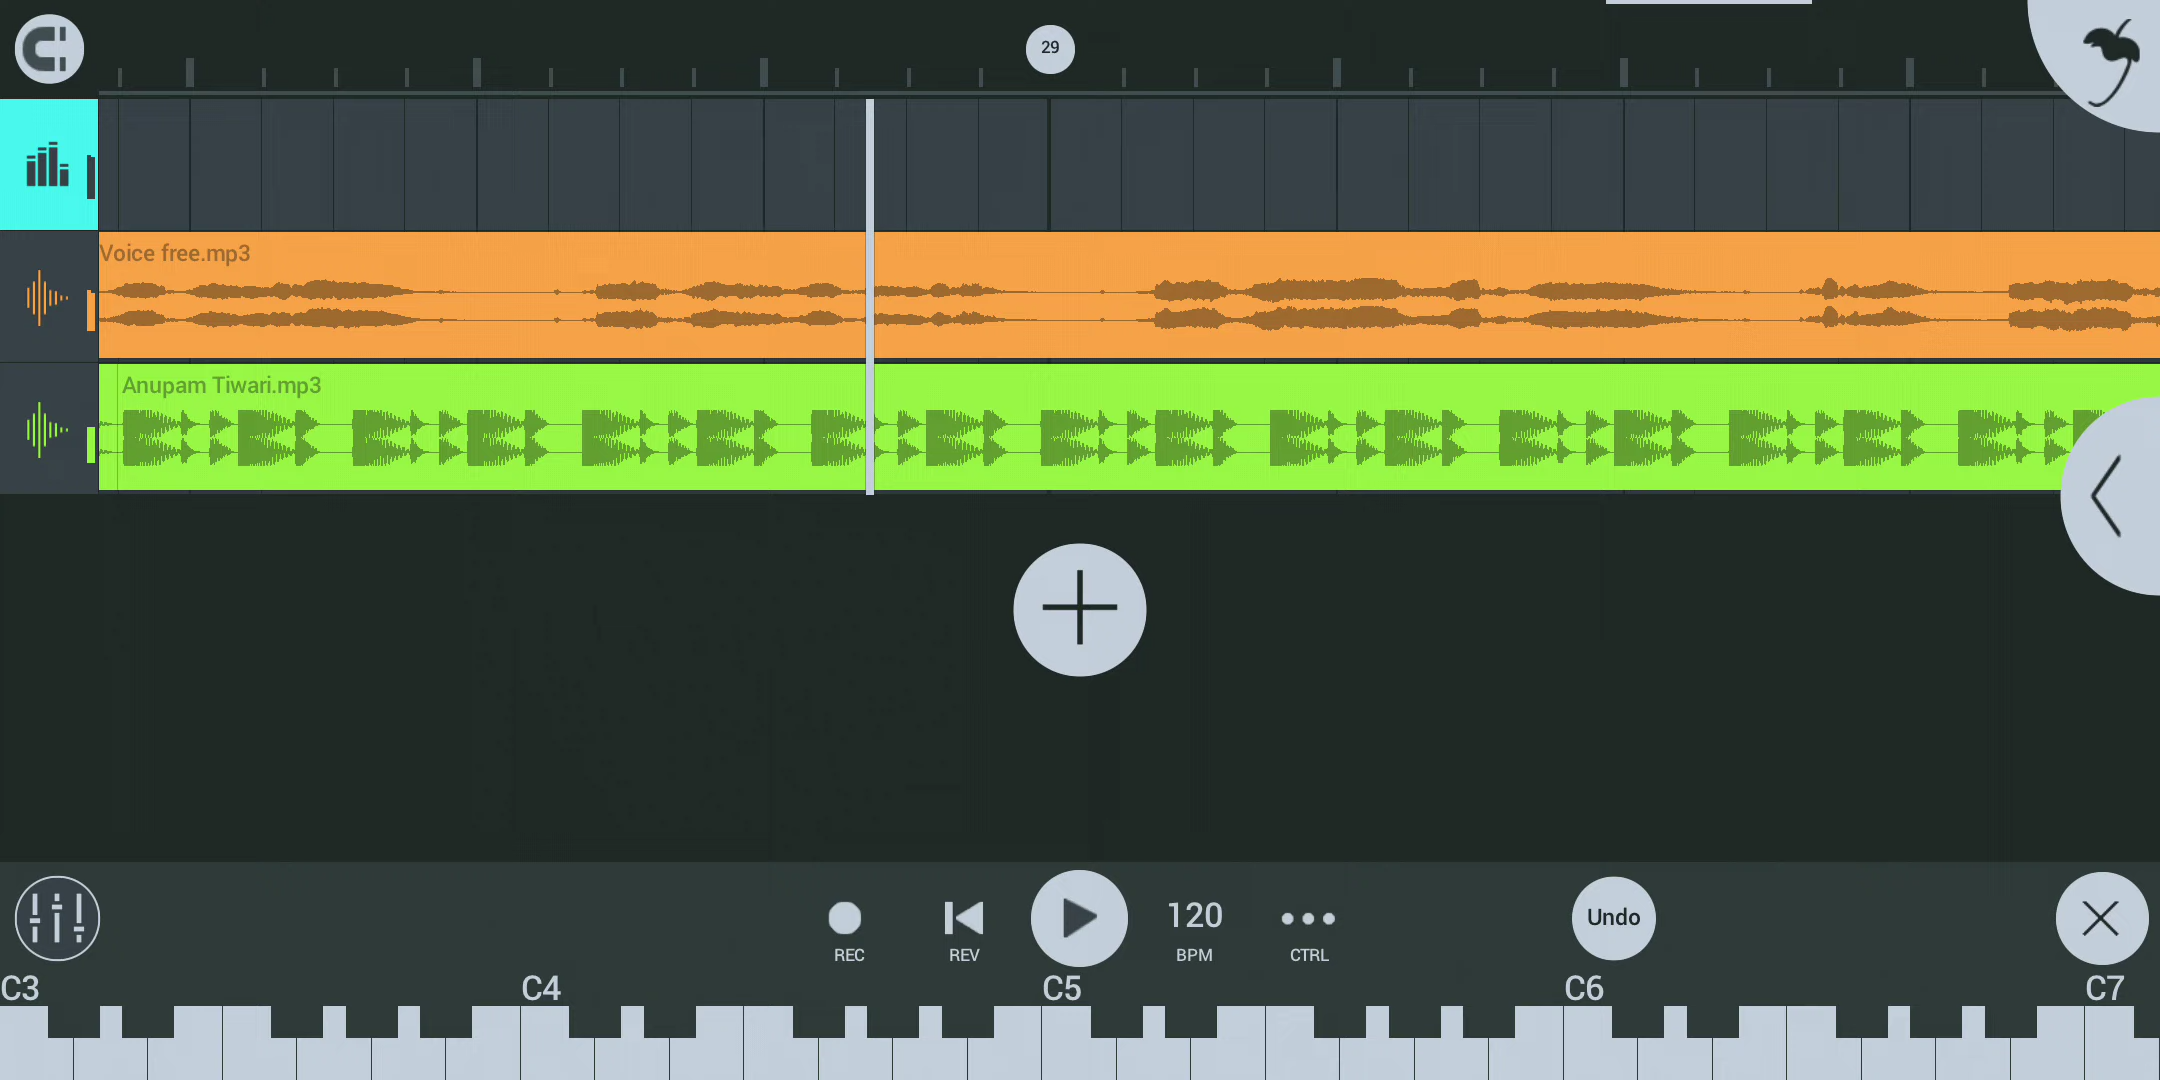 29
Voice free.mp3
Anupam Tiwari.mp3
120
Undo
REC
REV
BPM
CTRL
C3
C4
C5
C6
C7